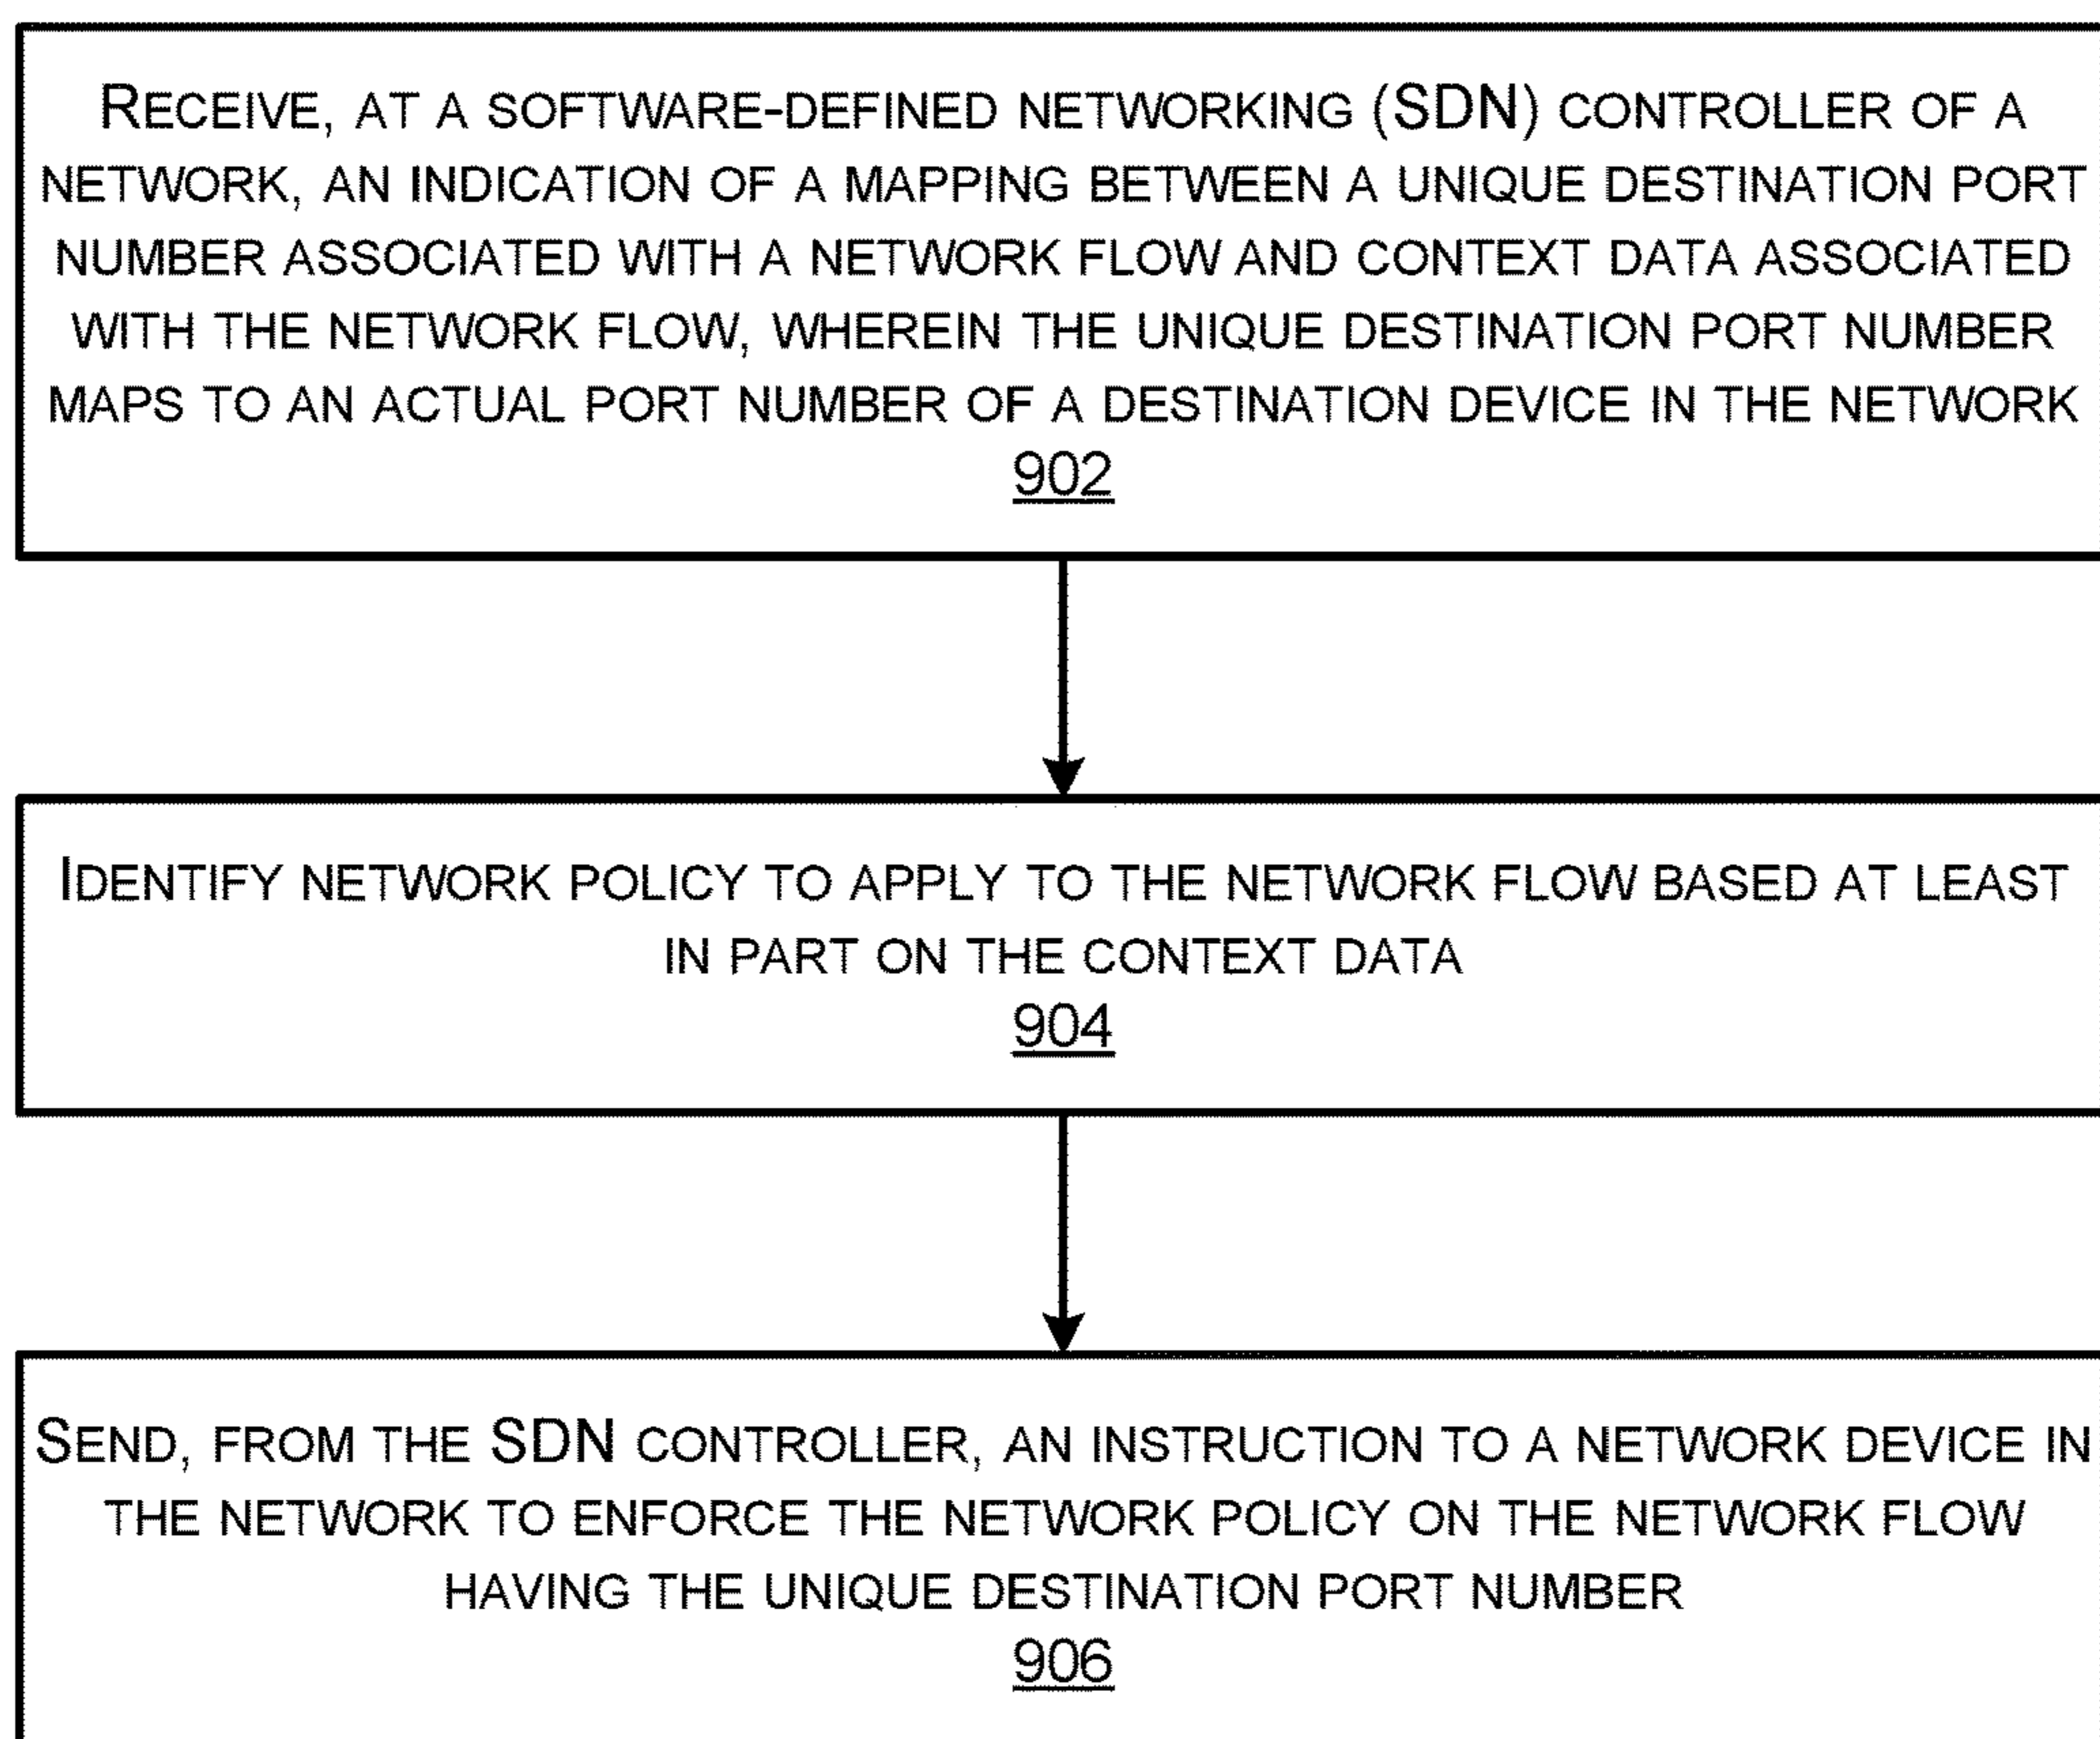 RECEIVE, AT A SOFTWARE-DEFINED NETWORKING (SDN) CONTROLLER OF A
NETWORK, AN INDICATION OF A MAPPING BETWEEN A UNIQUE DESTINATION PORT
NUMBER ASSOCIATED WITH A NETWORK FLOW AND CONTEXT DATA ASSOCIATED
WITH THE NETWORK FLOW, WHEREIN THE UNIQUE DESTINATION PORT NUMBER
MAPS TO AN ACTUAL PORT NUMBER OF A DESTINATION DEVICE IN THE NETWORK
902
IDENTIFY NETWORK POLICY TO APPLY TO THE NETWORK FLOW BASED AT LEAST
IN PART ON THE CONTEXT DATA
904
SEND, FROM THE SDN CONTROLLER, AN INSTRUCTION TO A NETWORK DEVICE IN
THE NETWORK TO ENFORCE THE NETWORK POLICY ON THE NETWORK FLOW
HAVING THE UNIQUE DESTINATION PORT NUMBER
906